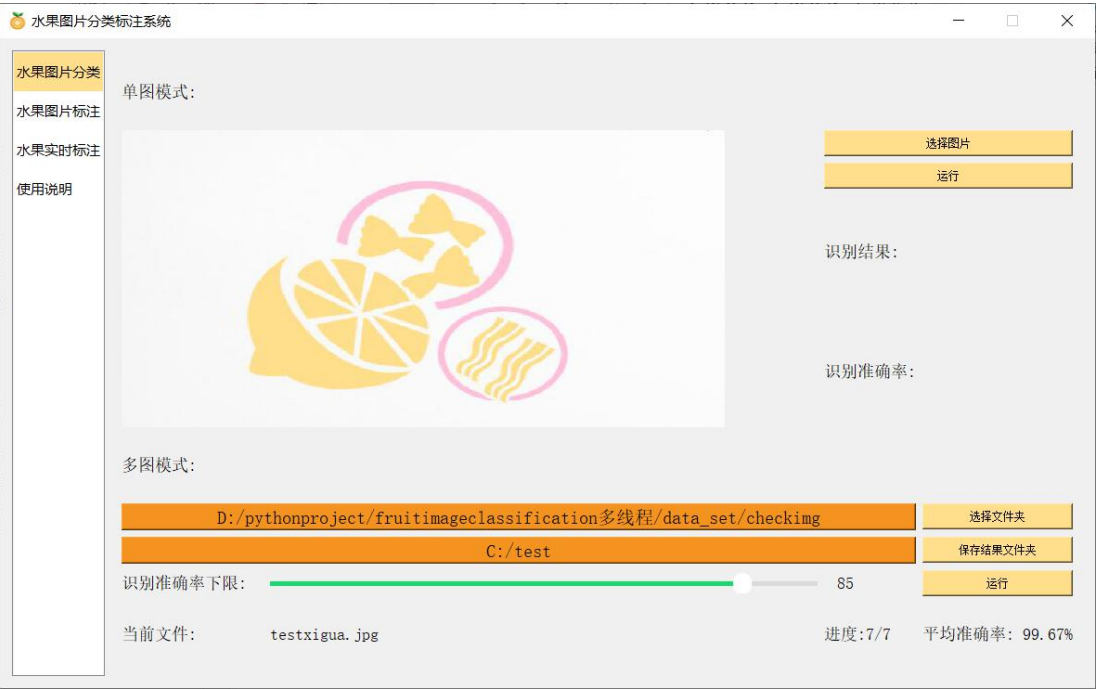 水果图片分类标注系统
水果图片分类
水果图片标注
水果实时标注
使用说明
单图模式:
选择图片
运行
识别结果:
识别准确率:
多图模式:
D:/pythonproject/fruitimageclassification多线程/data_set/checkimg
选择文件夹
C:/test
保存结果文件夹
识别准确率下限:
85
运行
当前文件:
testxigua.jpg
进度:7/7
平均准确率: 99.67%